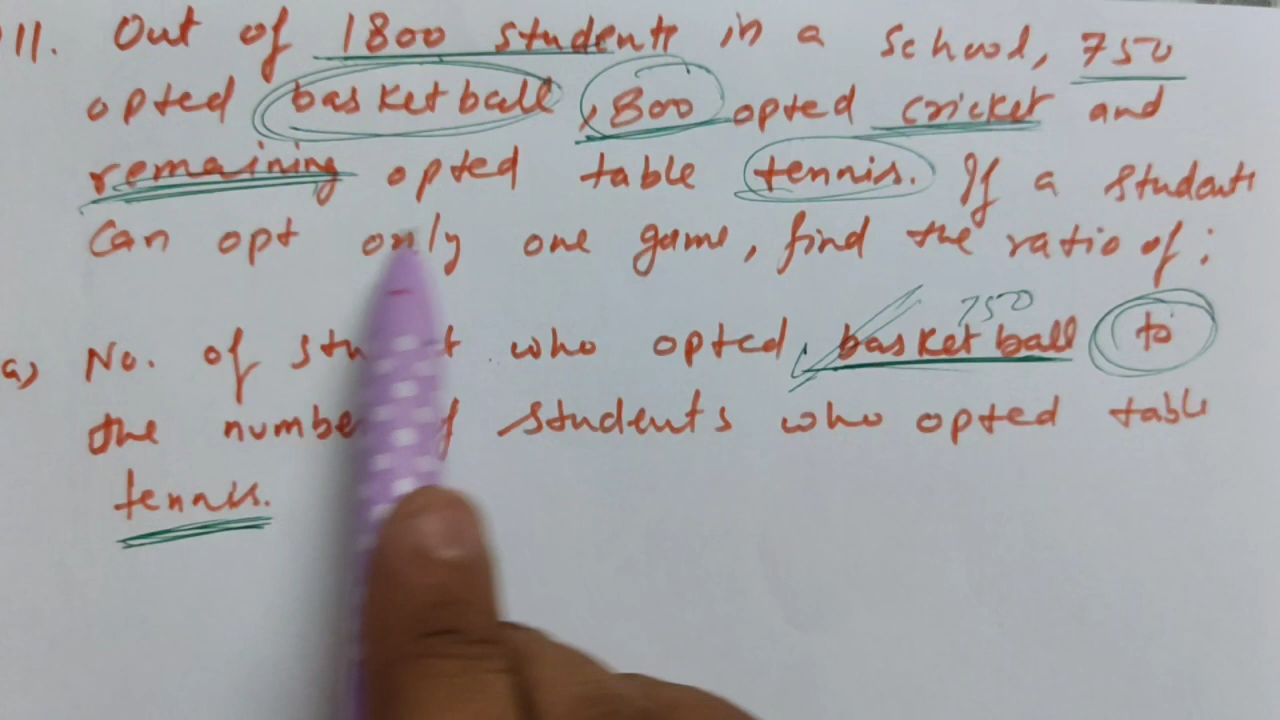 11. Out of 1800 students in a School, 750
opted basketball, 800 opted cricket and
remaining opted table tennis. If a student
Can opt only one game, find the ratio of;
750
a) No. of who opted basketball to
the students who opted table
tennis.